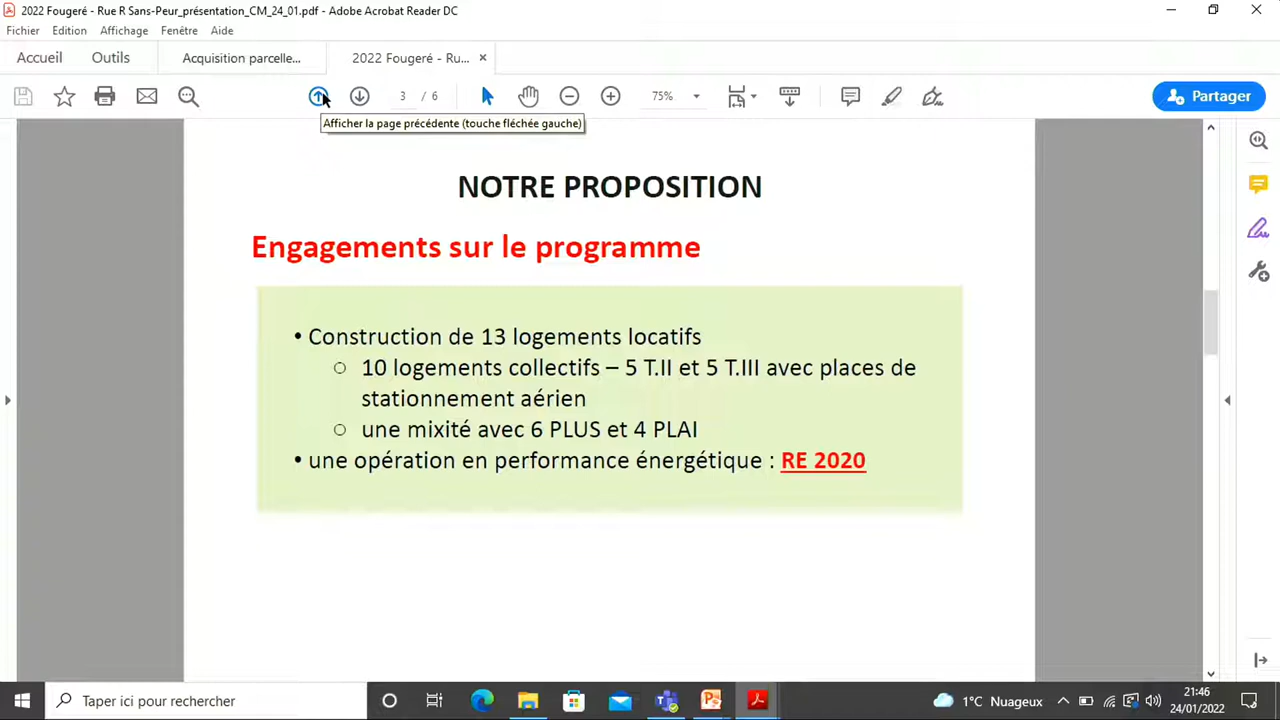 2022 Fougeré - Rue R Sans-Peur_présentation_CM_24_01.pdf - Adobe Acrobat Reader DC
Fichier Edition Affichage Fenêtre Aide
Accueil Outils Acquisition parcelle... 2022 Fougeré - Ru... ×
3 / 6 75% Partager
Afficher la page précédente (touche fléchée gauche)
NOTRE PROPOSITION
Engagements sur le programme
• Construction de 13 logements locatifs
○ 10 logements collectifs – 5 T.II et 5 T.III avec places de
stationnement aérien
○ une mixité avec 6 PLUS et 4 PLAI
• une opération en performance énergétique : RE 2020
Taper ici pour rechercher
1°C Nuageux
21:46
24/01/2022